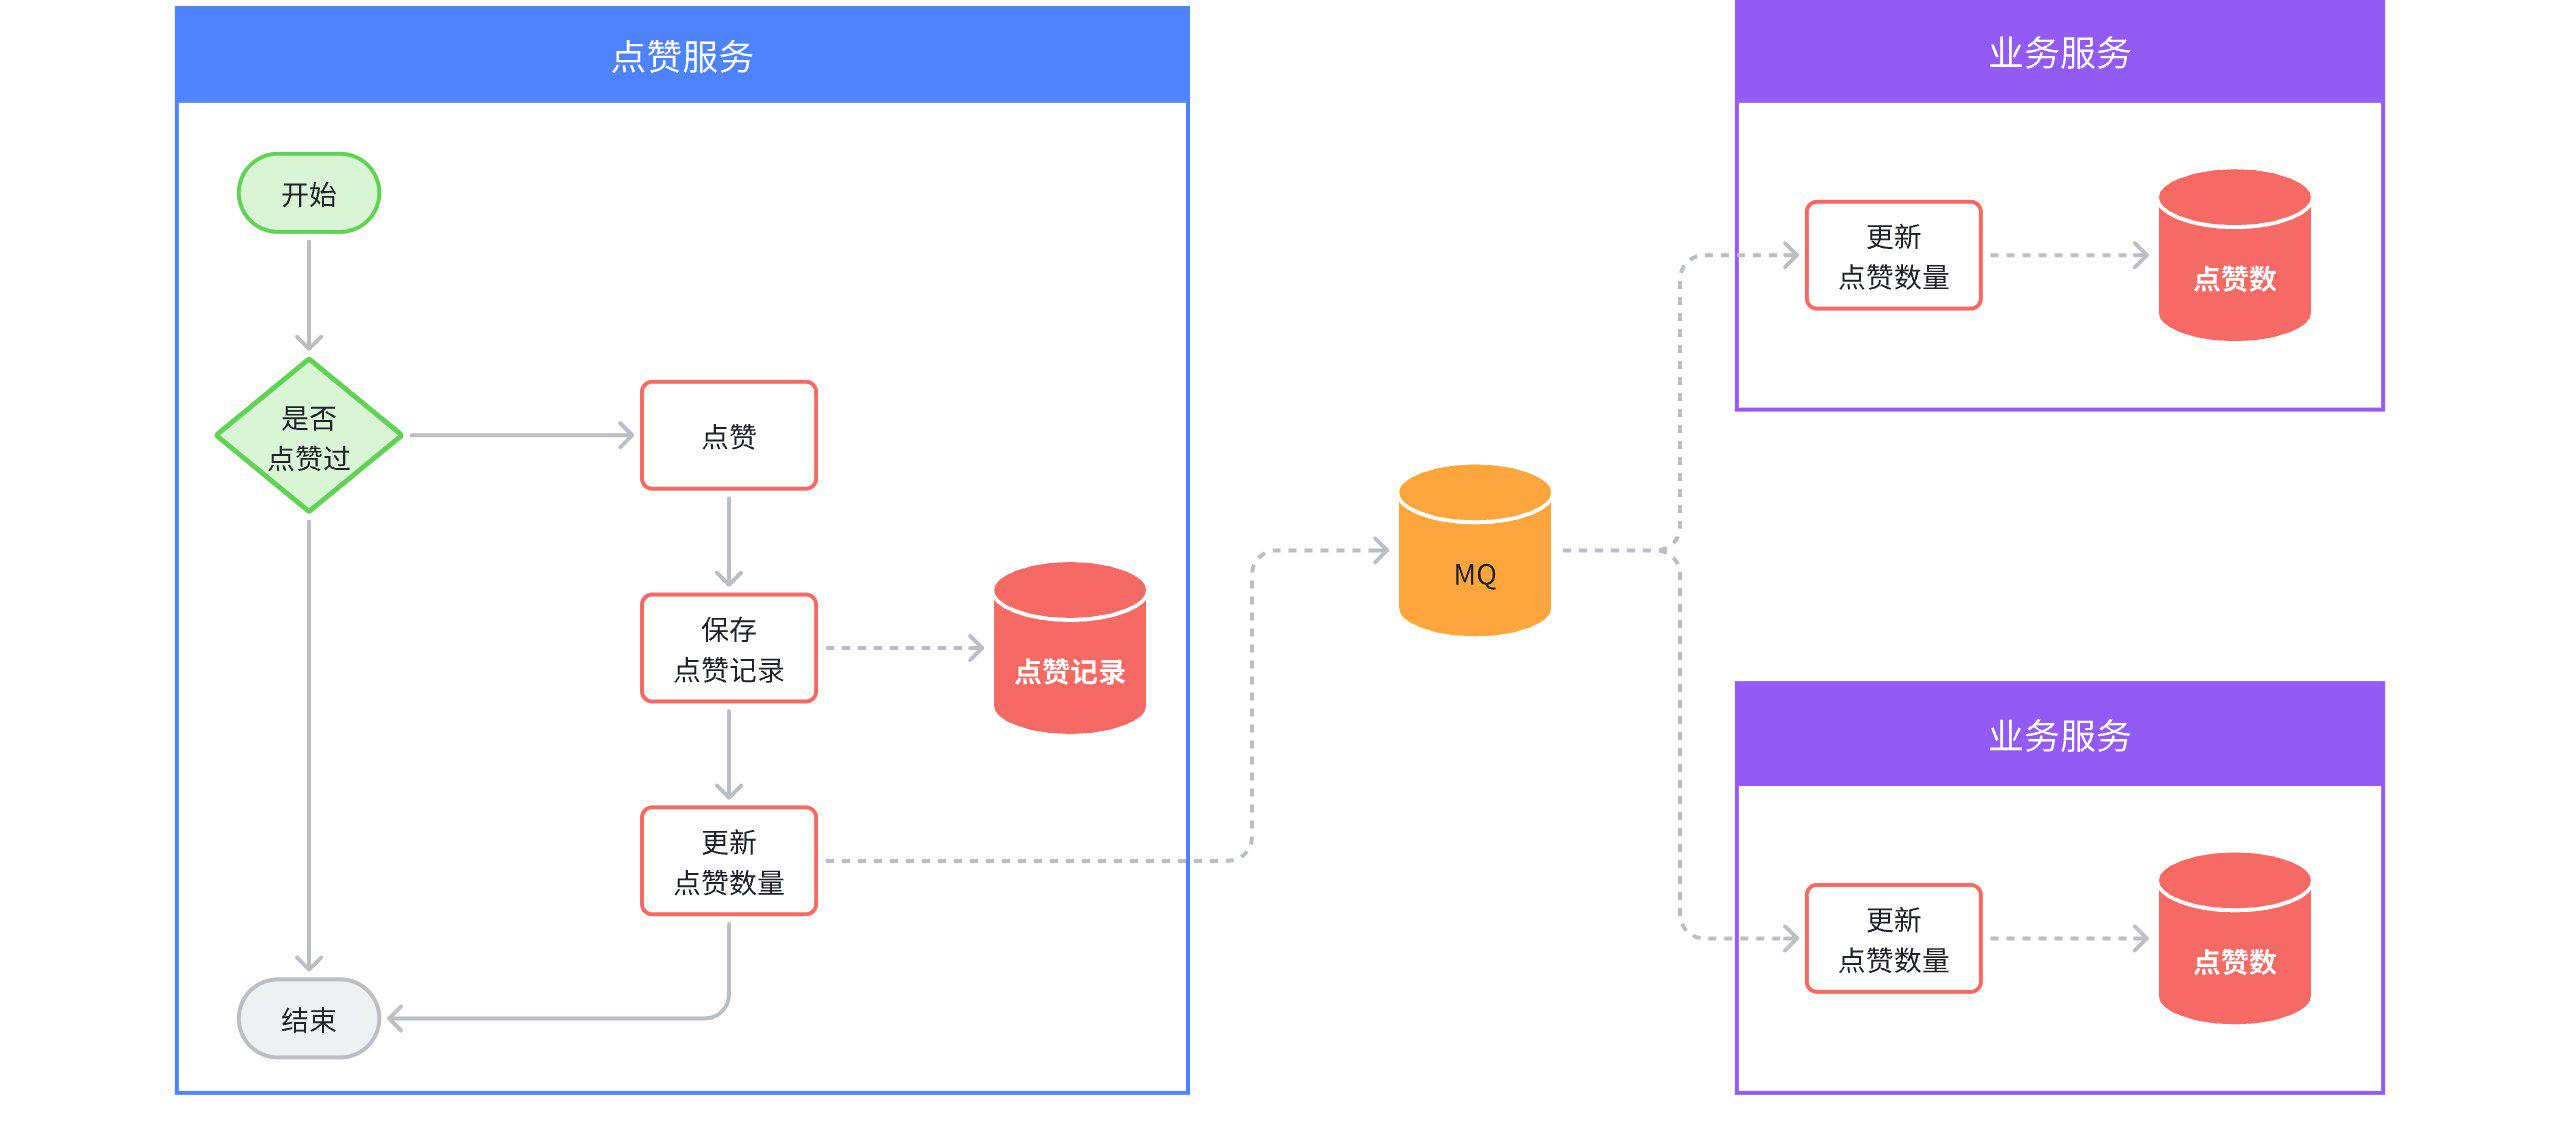 点赞服务
开始
是否
点赞过
点赞
保存
点赞记录
点赞记录
更新
点赞数量
结束
MQ
业务服务
更新
点赞数量
点赞数
业务服务
更新
点赞数量
点赞数